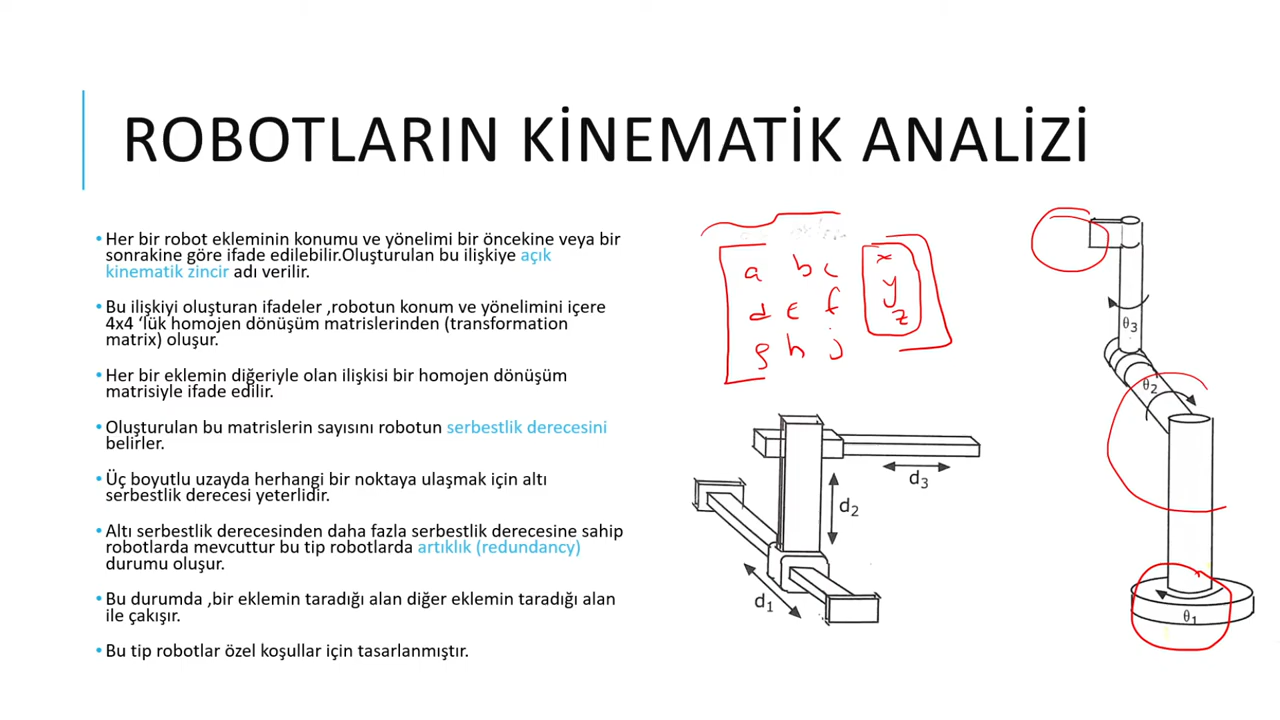 ROBOTLARIN KİNEMATİK ANALİZİ
• Her bir robot ekleminin konumu ve yönelimi bir öncekine veya bir
sonrakine göre ifade edilebilir.Oluşturulan bu ilişkiye açık
kinematik zincir adı verilir.
• Bu ilişkiyi oluşturan ifadeler ,robotun konum ve yönelimini içere
4x4 ‘lük homojen dönüşüm matrislerinden (transformation
matrix) oluşur.
• Her bir eklemin diğeriyle olan ilişkisi bir homojen dönüşüm
matrisiyle ifade edilir.
• Oluşturulan bu matrislerin sayısını robotun serbestlik derecesini
belirler.
• Üç boyutlu uzayda herhangi bir noktaya ulaşmak için altı
serbestlik derecesi yeterlidir.
• Altı serbestlik derecesinden daha fazla serbestlik derecesine sahip
robotlarda mevcuttur bu tip robotlarda artıklık (redundancy)
durumu oluşur.
• Bu durumda ,bir eklemin taradığı alan diğer eklemin taradığı alan
ile çakışır.
• Bu tip robotlar özel koşullar için tasarlanmıştır.
a b c x
d e f y
g h j z
d3
d2
d1
θ3
θ2
θ1